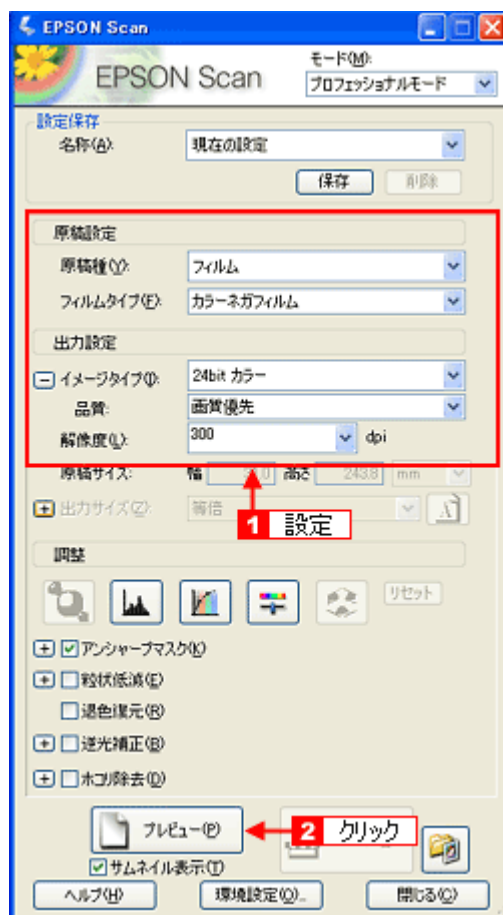 EPSON Scan
EPSON Scan
モード(M):
プロフェッショナルモード
設定保存
名称(A):
現在の設定
保存
削除
原稿設定
原稿種(Y):
フィルム
フィルムタイプ(F):
カラーネガフィルム
出力設定
イメージタイプ(I):
24bit カラー
品質:
画質優先
解像度(L):
300
dpi
原稿サイズ:
幅
高さ
243.8
mm
出力サイズ(Z):
等倍
1 設定
調整
リセット
アンシャープマスク(K)
粒状低減(E)
退色復元(R)
逆光補正(B)
ホコリ除去(D)
プレビュー(P)
2 クリック
サムネイル表示(T)
ヘルプ(H)
環境設定(O)...
閉じる(C)